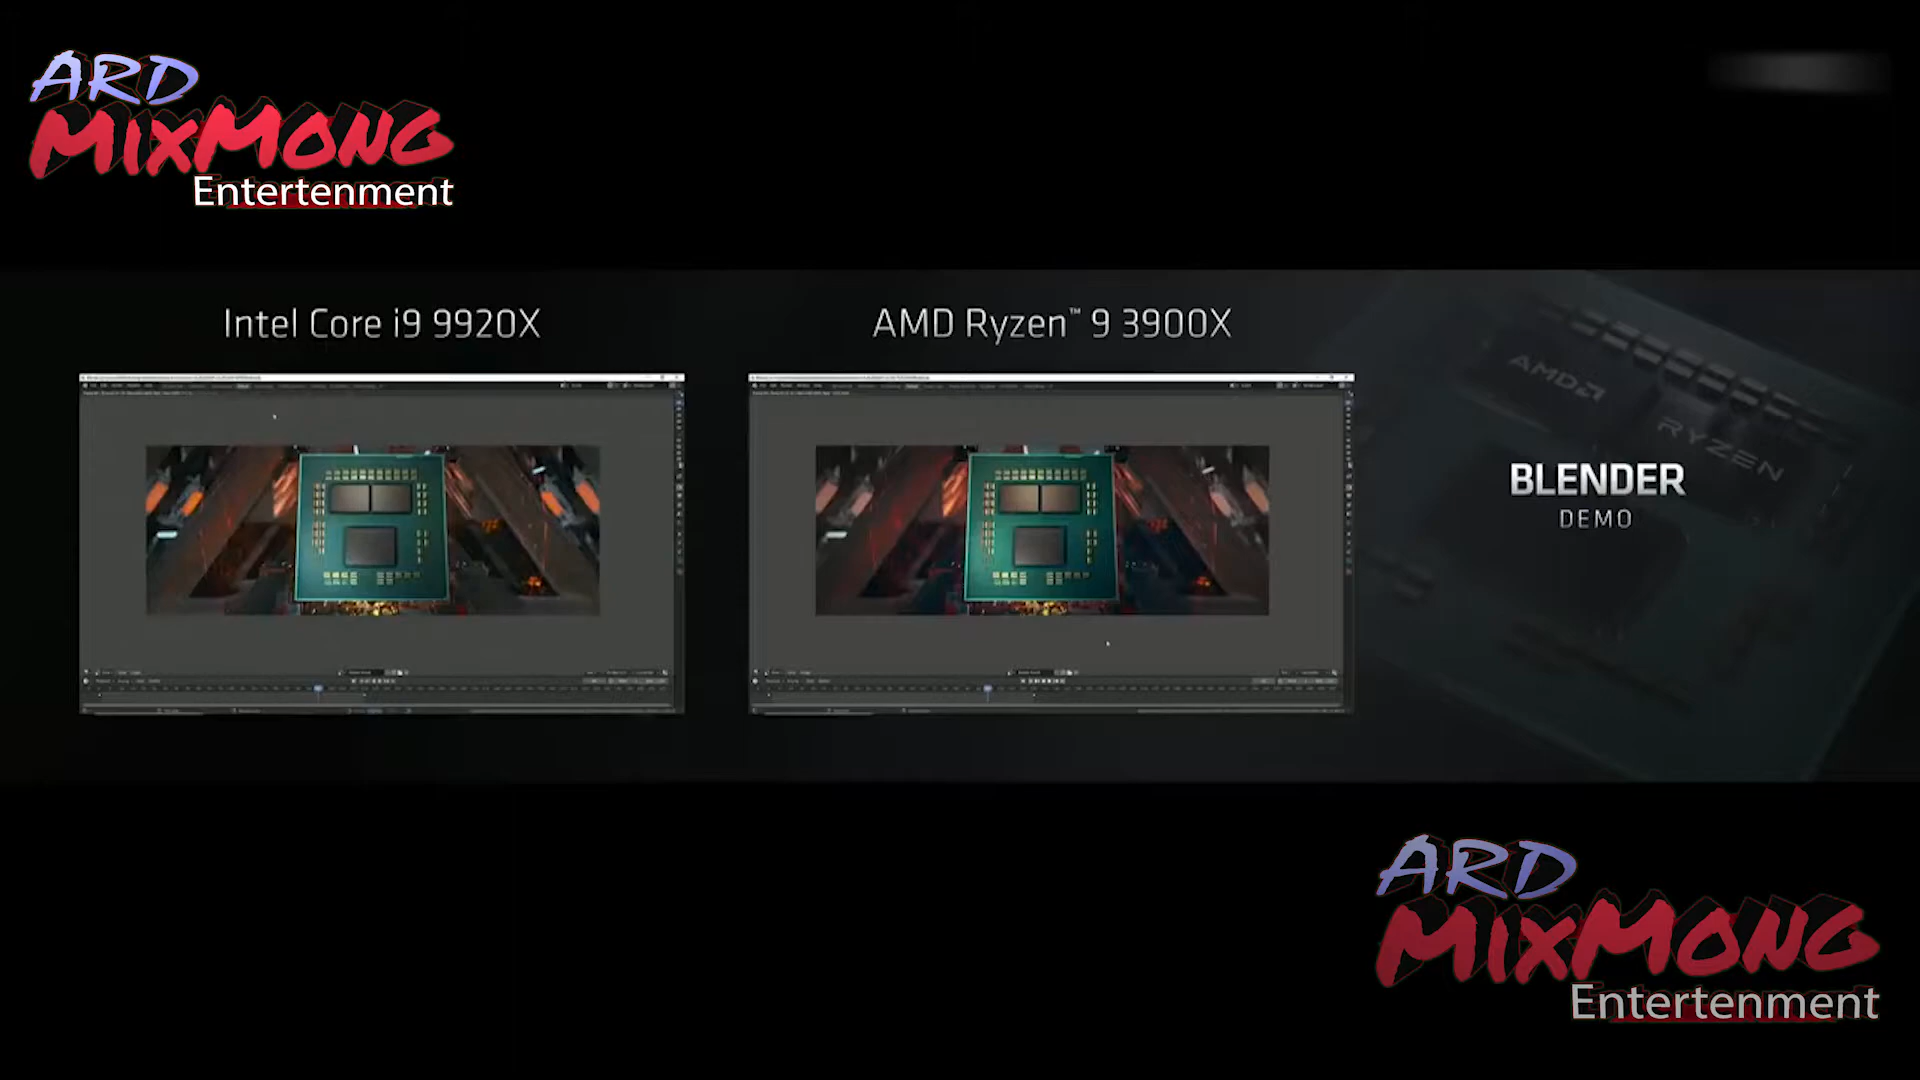 ARD
MIXMONG
Entertenment
Intel Core i9 9920X
AMD Ryzen™ 9 3900X
AMD
RYZEN
BLENDER
DEMO
ARD
MIXMONG
Entertenment